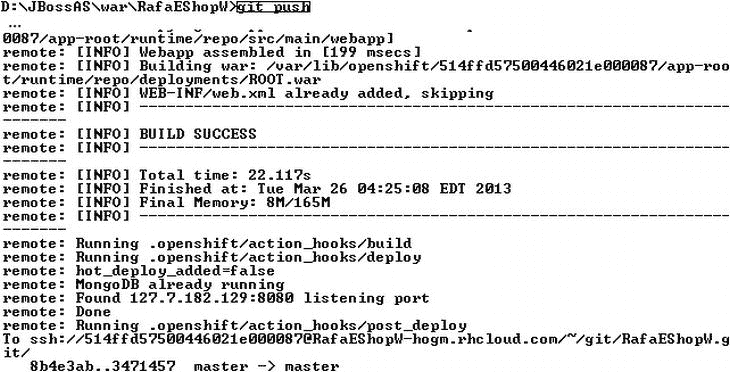 D:\JBossAS\war\RafaEShopW>git push
...
0087/app-root/runtime/repo/src/main/webapp]
remote: [INFO] Webapp assembled in [199 msecs]
remote: [INFO] Building war: /var/lib/openshift/514ffd57500446021e000087/app-roo
t/runtime/repo/deployments/ROOT.war
remote: [INFO] WEB-INF/web.xml already added, skipping
remote: [INFO] ------------------------------------------------------------------
-------
remote: [INFO] BUILD SUCCESS
remote: [INFO] ------------------------------------------------------------------
-------
remote: [INFO] Total time: 22.117s
remote: [INFO] Finished at: Tue Mar 26 04:25:08 EDT 2013
remote: [INFO] Final Memory: 8M/165M
remote: [INFO] ------------------------------------------------------------------
-------
remote: Running .openshift/action_hooks/build
remote: Running .openshift/action_hooks/deploy
remote: hot_deploy_added=false
remote: MongoDB already running
remote: Found 127.7.182.129:8080 listening port
remote: Done
remote: Running .openshift/action_hooks/post_deploy
To ssh://514ffd57500446021e000087@RafaEShopW-hogm.rhcloud.com/~/git/RafaEShopW.g
it/
8b4e3ab..3471457 master -> master